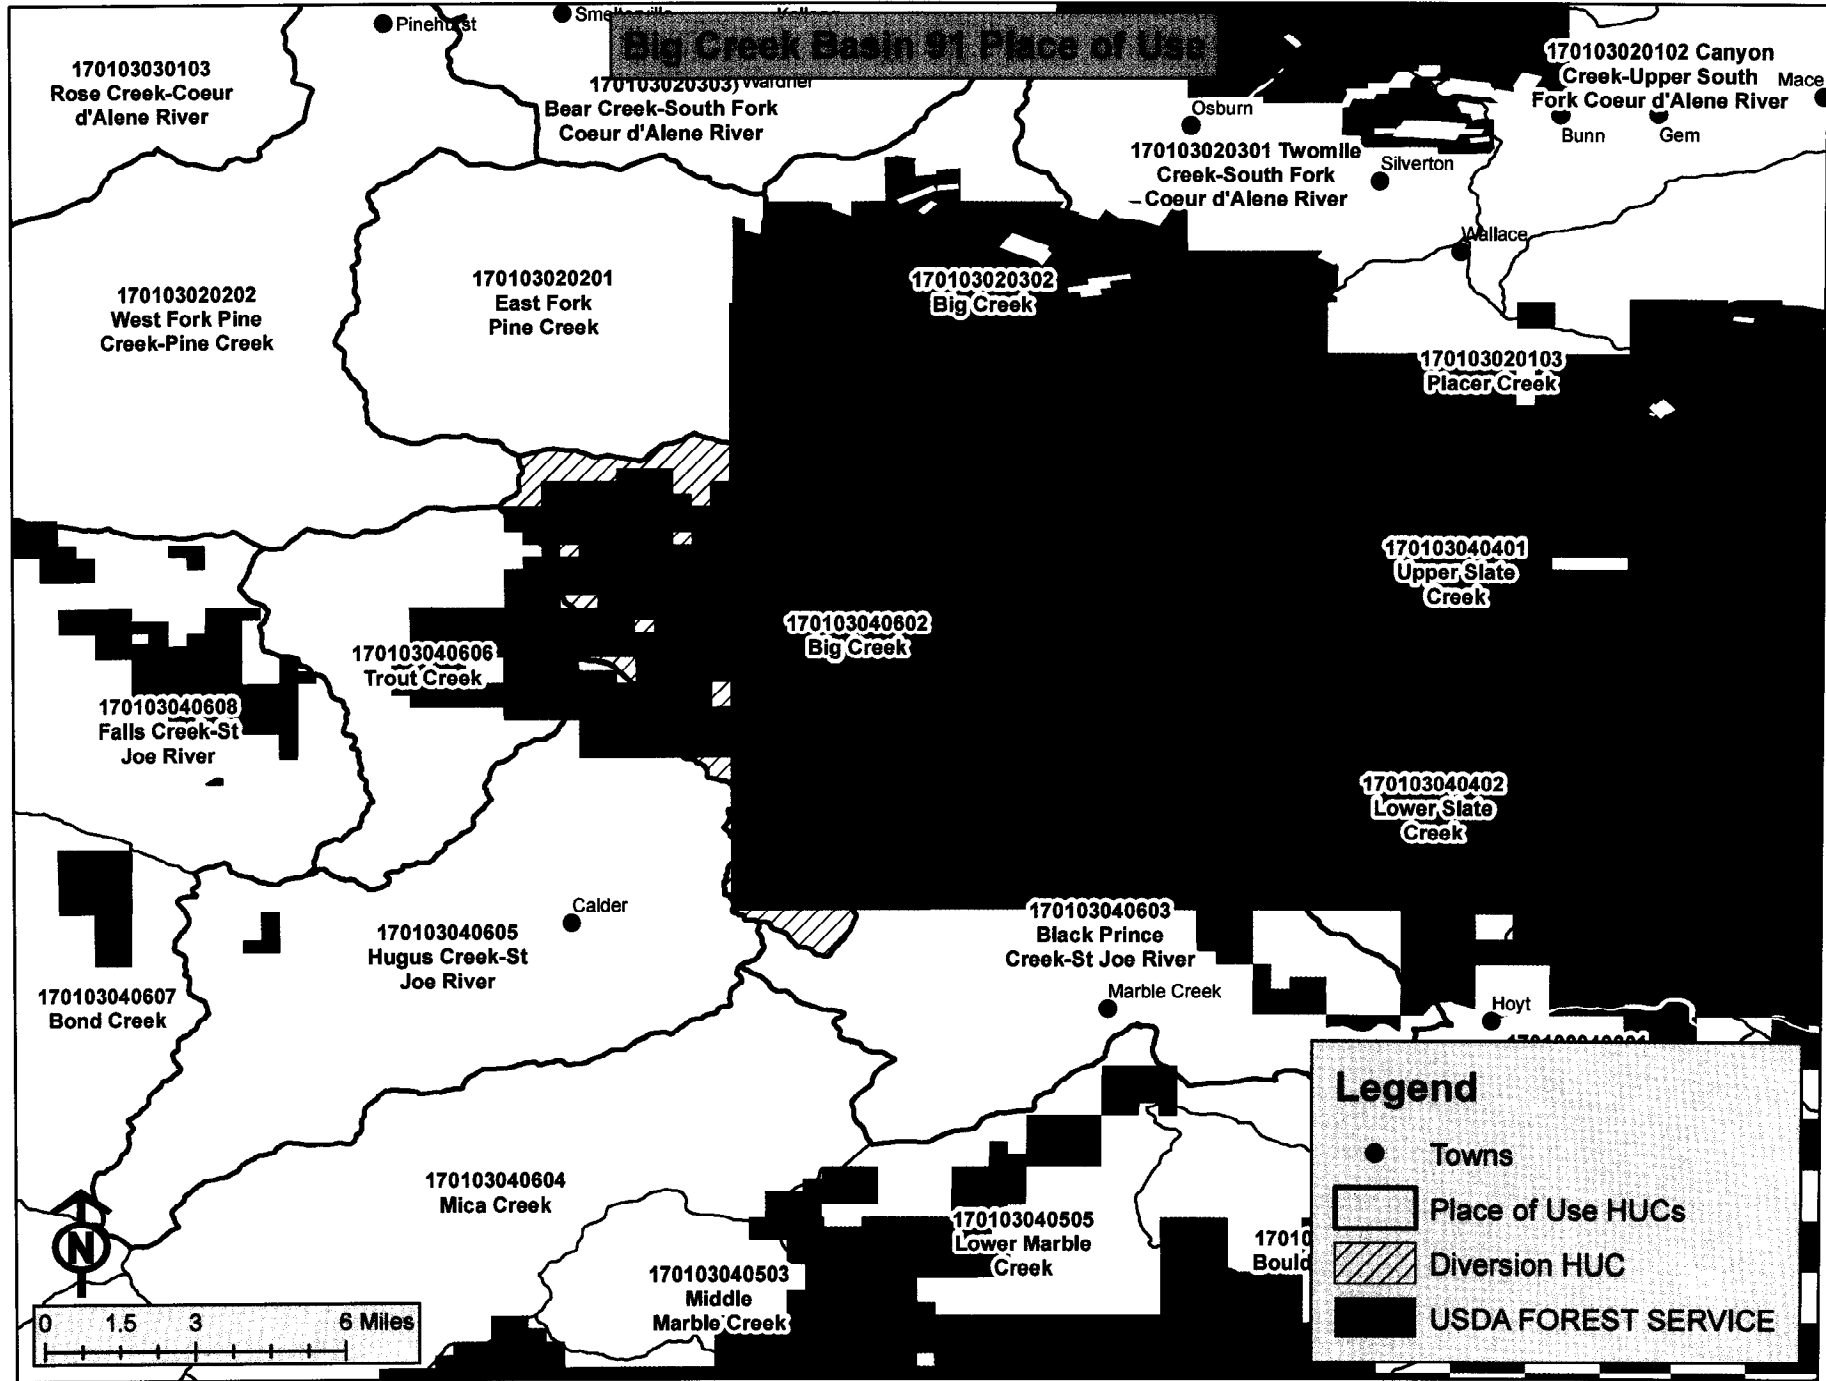 Pinehurst
Smelterville
Kellogg
Big Creek Basin 91 Place of Use
170103030103
Rose Creek-Coeur
d'Alene River
170103020303)
Wardner
Bear Creek-South Fork
Coeur d'Alene River
170103020102 Canyon
Creek-Upper South
Fork Coeur d'Alene River
Mace
Osburn
Bunn
Gem
170103020301 Twomile
Creek-South Fork
Coeur d'Alene River
Silverton
Wallace
170103020202
West Fork Pine
Creek-Pine Creek
170103020201
East Fork
Pine Creek
170103020302
Big Creek
170103020103
Placer Creek
170103040401
Upper Slate
Creek
170103040602
Big Creek
170103040606
Trout Creek
170103040608
Falls Creek-St
Joe River
170103040402
Lower Slate
Creek
Calder
170103040605
Hugus Creek-St
Joe River
170103040603
Black Prince
Creek-St Joe River
170103040607
Bond Creek
Marble Creek
Hoyt
170103040604
Mica Creek
170103040505
Lower Marble
Creek
17010
Bould
170103040503
Middle
Marble Creek
Legend
Towns
Place of Use HUCs
Diversion HUC
USDA FOREST SERVICE
N
0 1.5 3 6 Miles